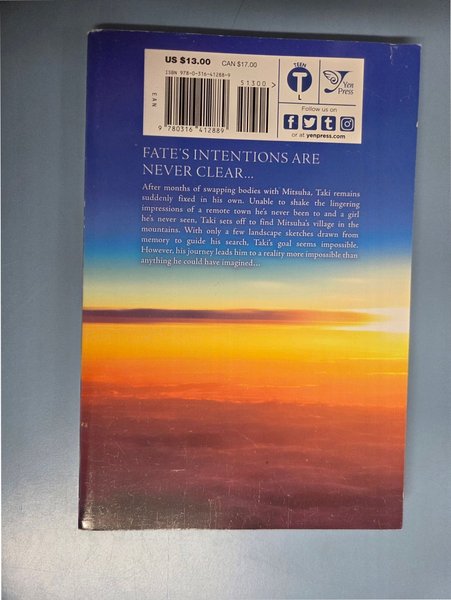 US $13.00 CAN $17.00
ISBN 978-0-316-41288-9
51300>
EAN
9 780316 412889
TEEN
T
L
Yen
Press
Follow us on
or at yenpress.com
FATE'S INTENTIONS ARE
NEVER CLEAR...
After months of swapping bodies with Mitsuha, Taki remains
suddenly fixed in his own. Unable to shake the lingering
impressions of a remote town he's never been to and a girl
he's never seen, Taki sets off to find Mitsuha's village in the
mountains. With only a few landscape sketches drawn from
memory to guide his search, Taki's goal seems impossible.
However, his journey leads him to a reality more impossible than
anything he could have imagined...